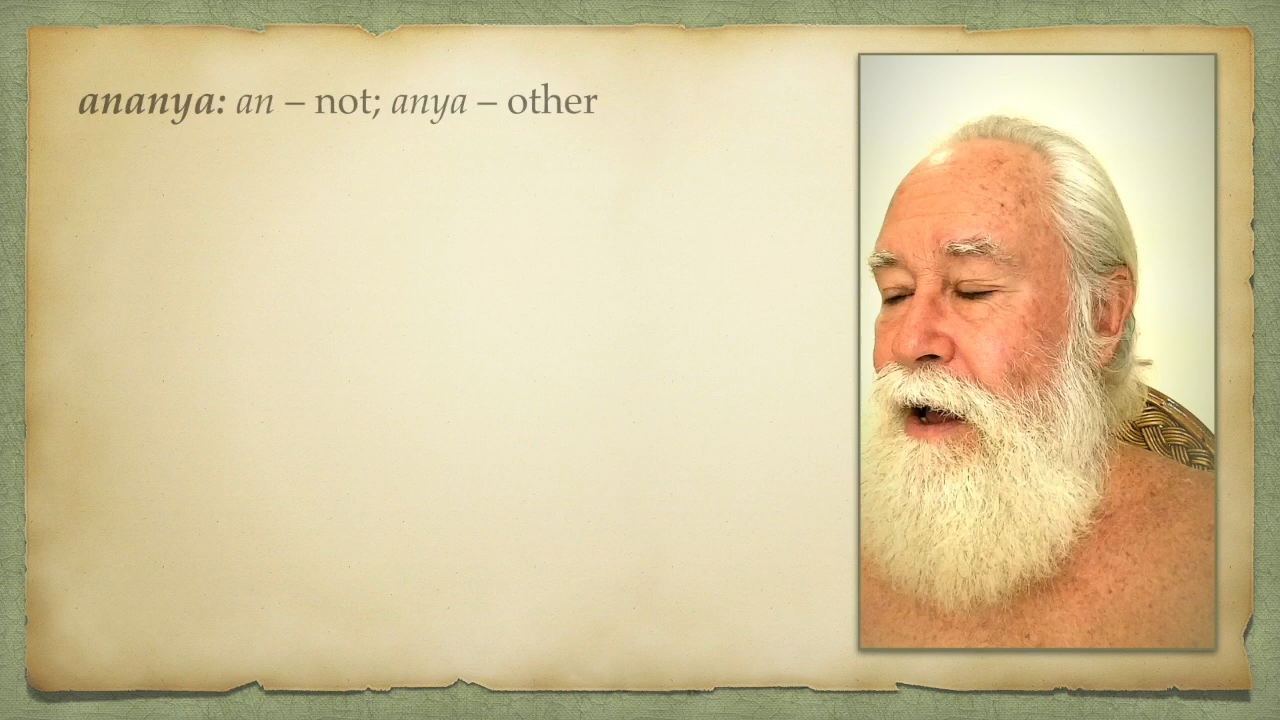 ananya: an – not; anya – other